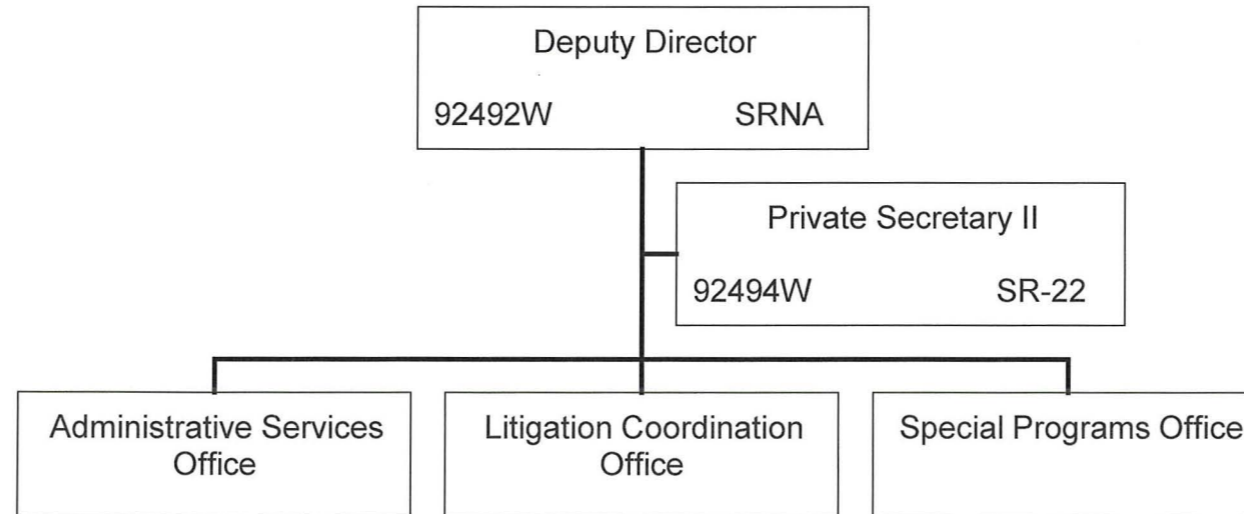 Deputy Director
92492W SRNA
Private Secretary II
92494W SR-22
Administrative Services
Office
Litigation Coordination
Office
Special Programs Office